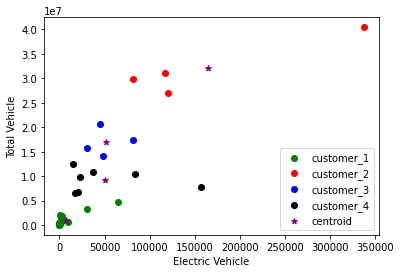 1e7
4.0
3.5
3.0
2.5
2.0
1.5
1.0
0.5
0.0
Total Vehicle
customer_1
customer_2
customer_3
customer_4
centroid
0 50000 100000 150000 200000 250000 300000 350000
Electric Vehicle